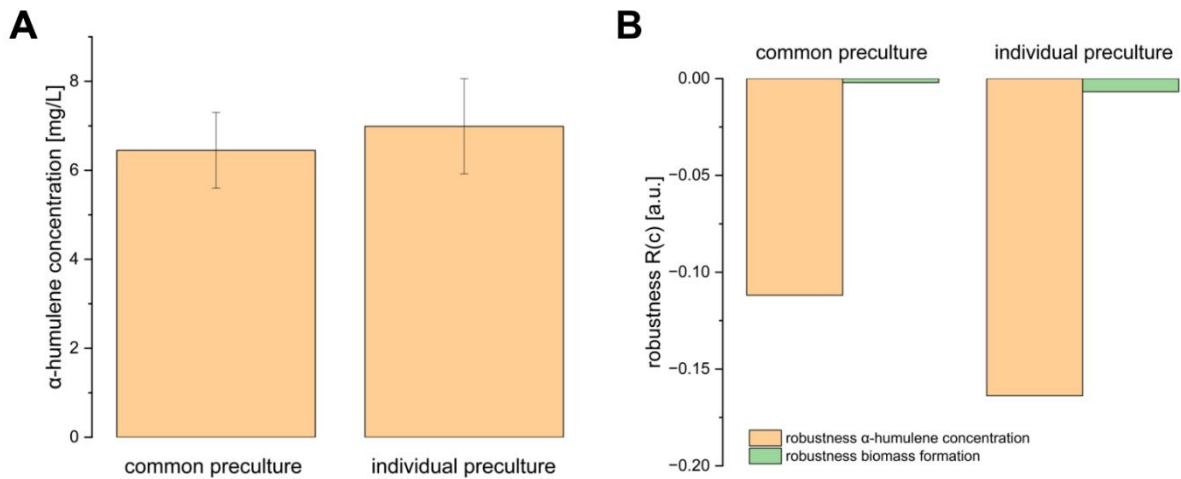 A
α-humulene concentration [mg/L]
8
6
4
2
0
common preculture
individual preculture
B
common preculture
individual preculture
robustness R(c) [a.u.]
0.00
−0.05
−0.10
−0.15
−0.20
robustness α-humulene concentration
robustness biomass formation